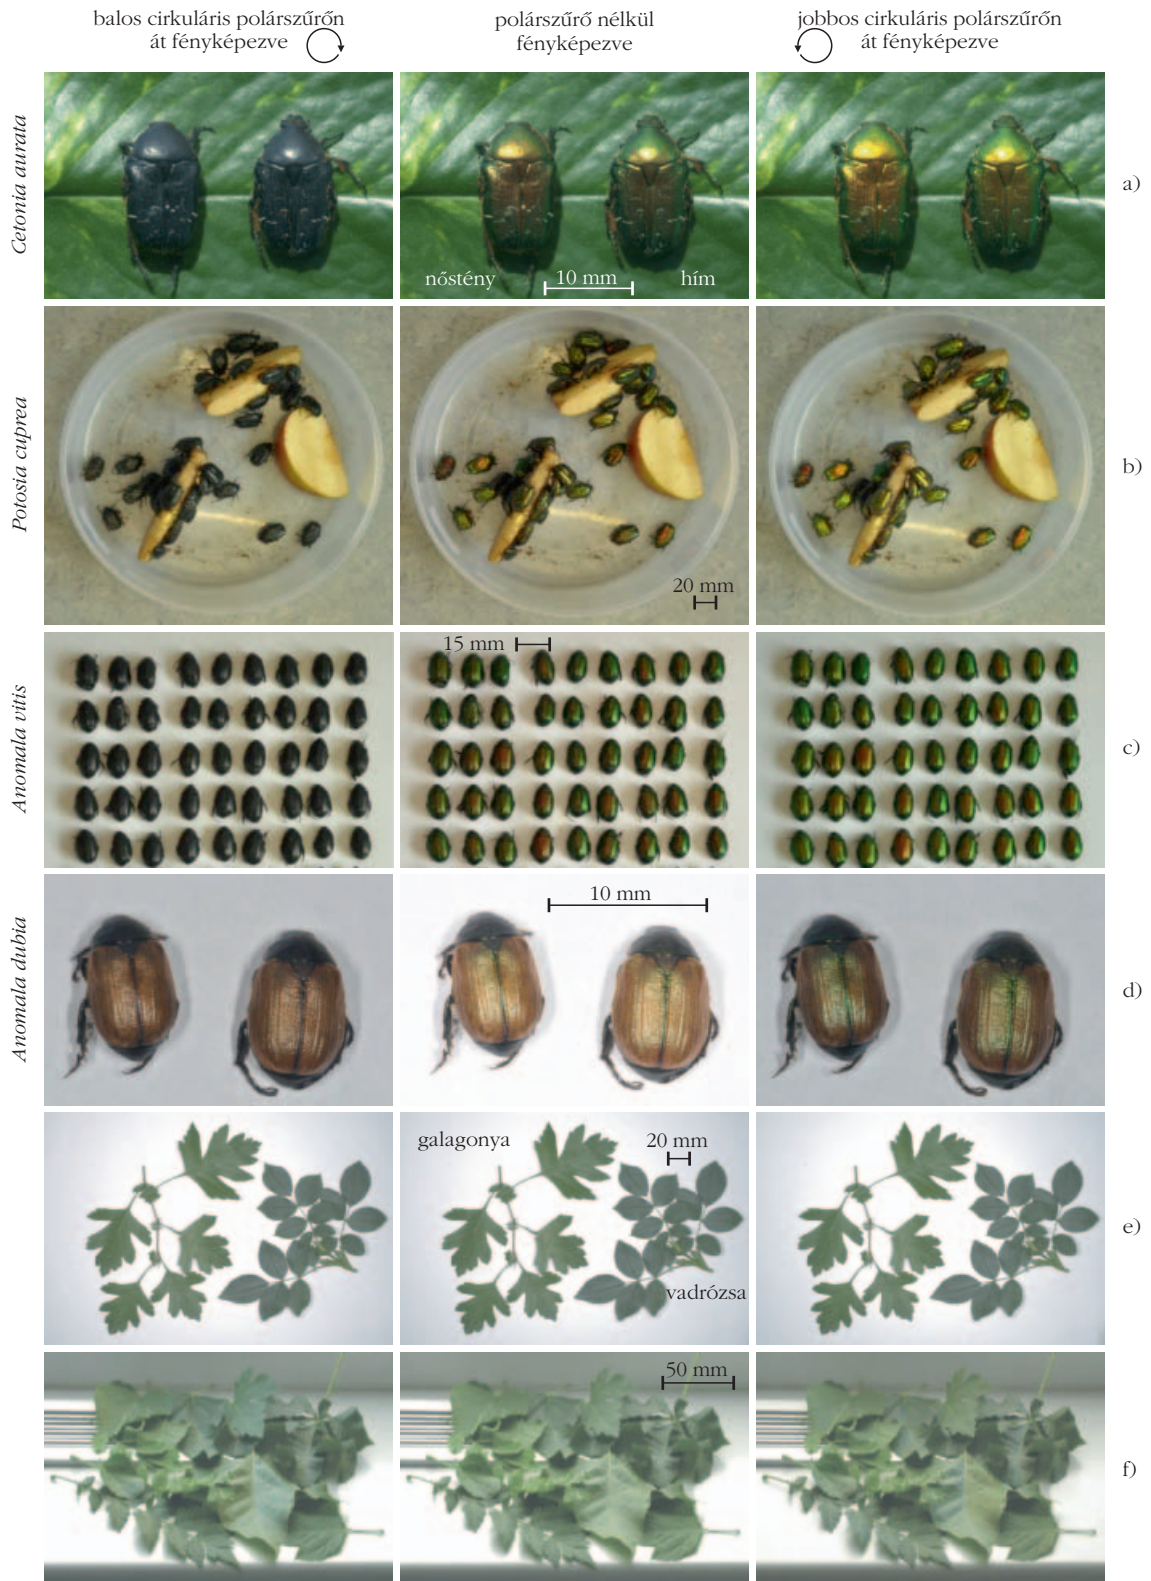 balos cirkuláris polárszűrőn
át fényképezve
polárszűrő nélkül
fényképezve
jobbos cirkuláris polárszűrőn
át fényképezve
Cetonia aurata
nőstény
10 mm
hím
a)
Potosia cuprea
20 mm
b)
Anomala vitis
15 mm
c)
Anomala dubia
10 mm
d)
galagonya
20 mm
vadrózsa
e)
50 mm
f)